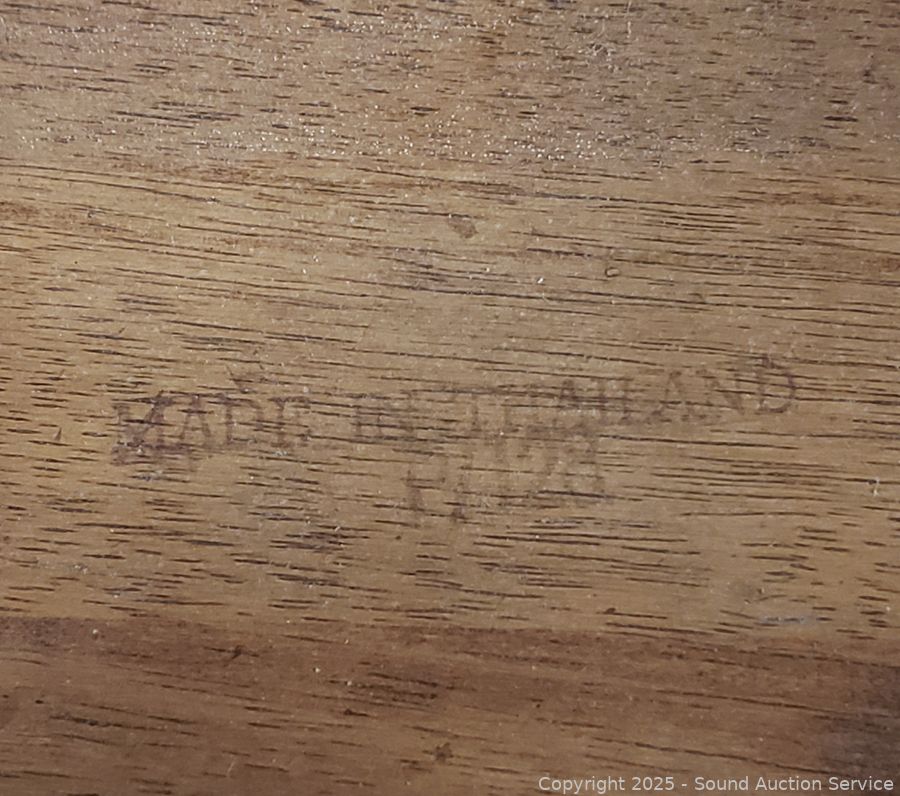 MADE IN THAILAND
Copyright 2025 - Sound Auction Service